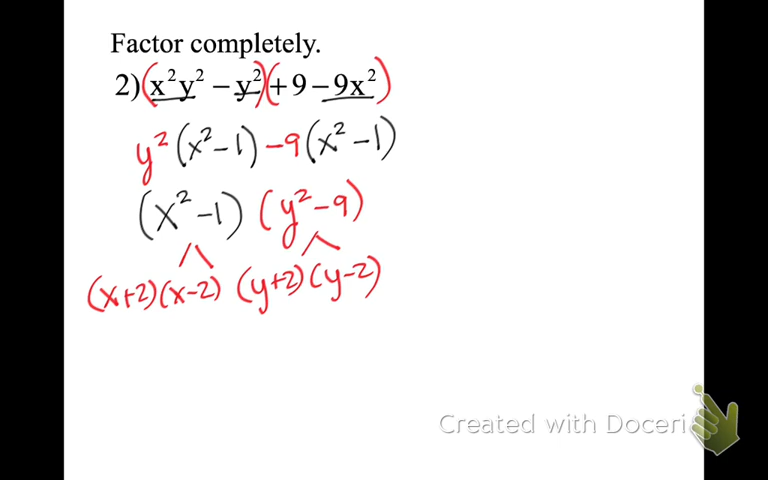 Factor completely.
2) (x²y² − y²)(+ 9 − 9x²)
y²(x²−1) −9(x²−1)
(x²−1) (y²−9)
(x+2)(x−2) (y+2)(y−2)
Created with Doceri